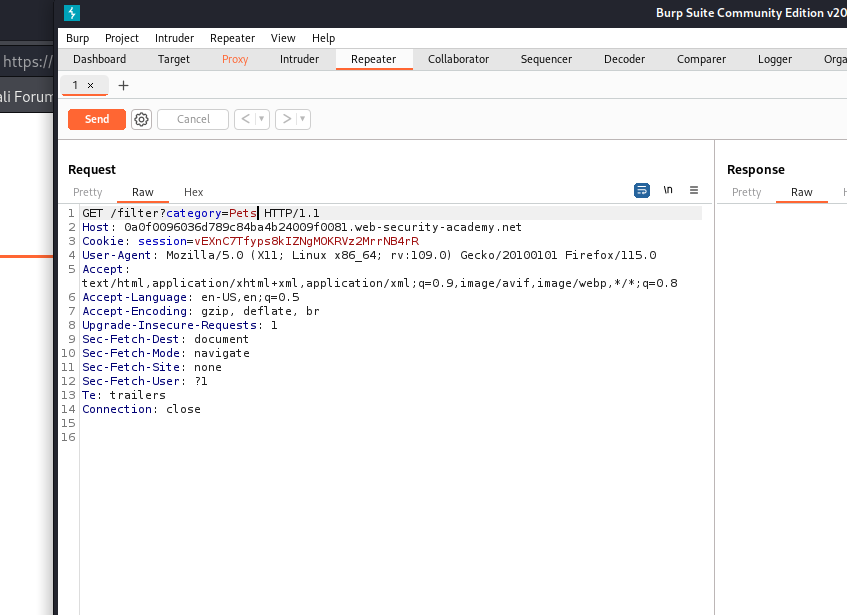 Burp Suite Community Edition v20
Burp Project Intruder Repeater View Help
Dashboard Target Proxy Intruder Repeater Collaborator Sequencer Decoder Comparer Logger Orga
https://
1 × +
ali Forum
Send Cancel < >
Request
Response
Pretty Raw Hex \n
Pretty Raw H
1 GET /filter?category=Pets HTTP/1.1
2 Host: 0a0f0096036d789c84ba4b24009f0081.web-security-academy.net
3 Cookie: session=vEXnC7Tfyps8kIZNgMOKRVz2MrrNB4rR
4 User-Agent: Mozilla/5.0 (X11; Linux x86_64; rv:109.0) Gecko/20100101 Firefox/115.0
5 Accept:
text/html,application/xhtml+xml,application/xml;q=0.9,image/avif,image/webp,*/*;q=0.8
6 Accept-Language: en-US,en;q=0.5
7 Accept-Encoding: gzip, deflate, br
8 Upgrade-Insecure-Requests: 1
9 Sec-Fetch-Dest: document
10 Sec-Fetch-Mode: navigate
11 Sec-Fetch-Site: none
12 Sec-Fetch-User: ?1
13 Te: trailers
14 Connection: close
15
16